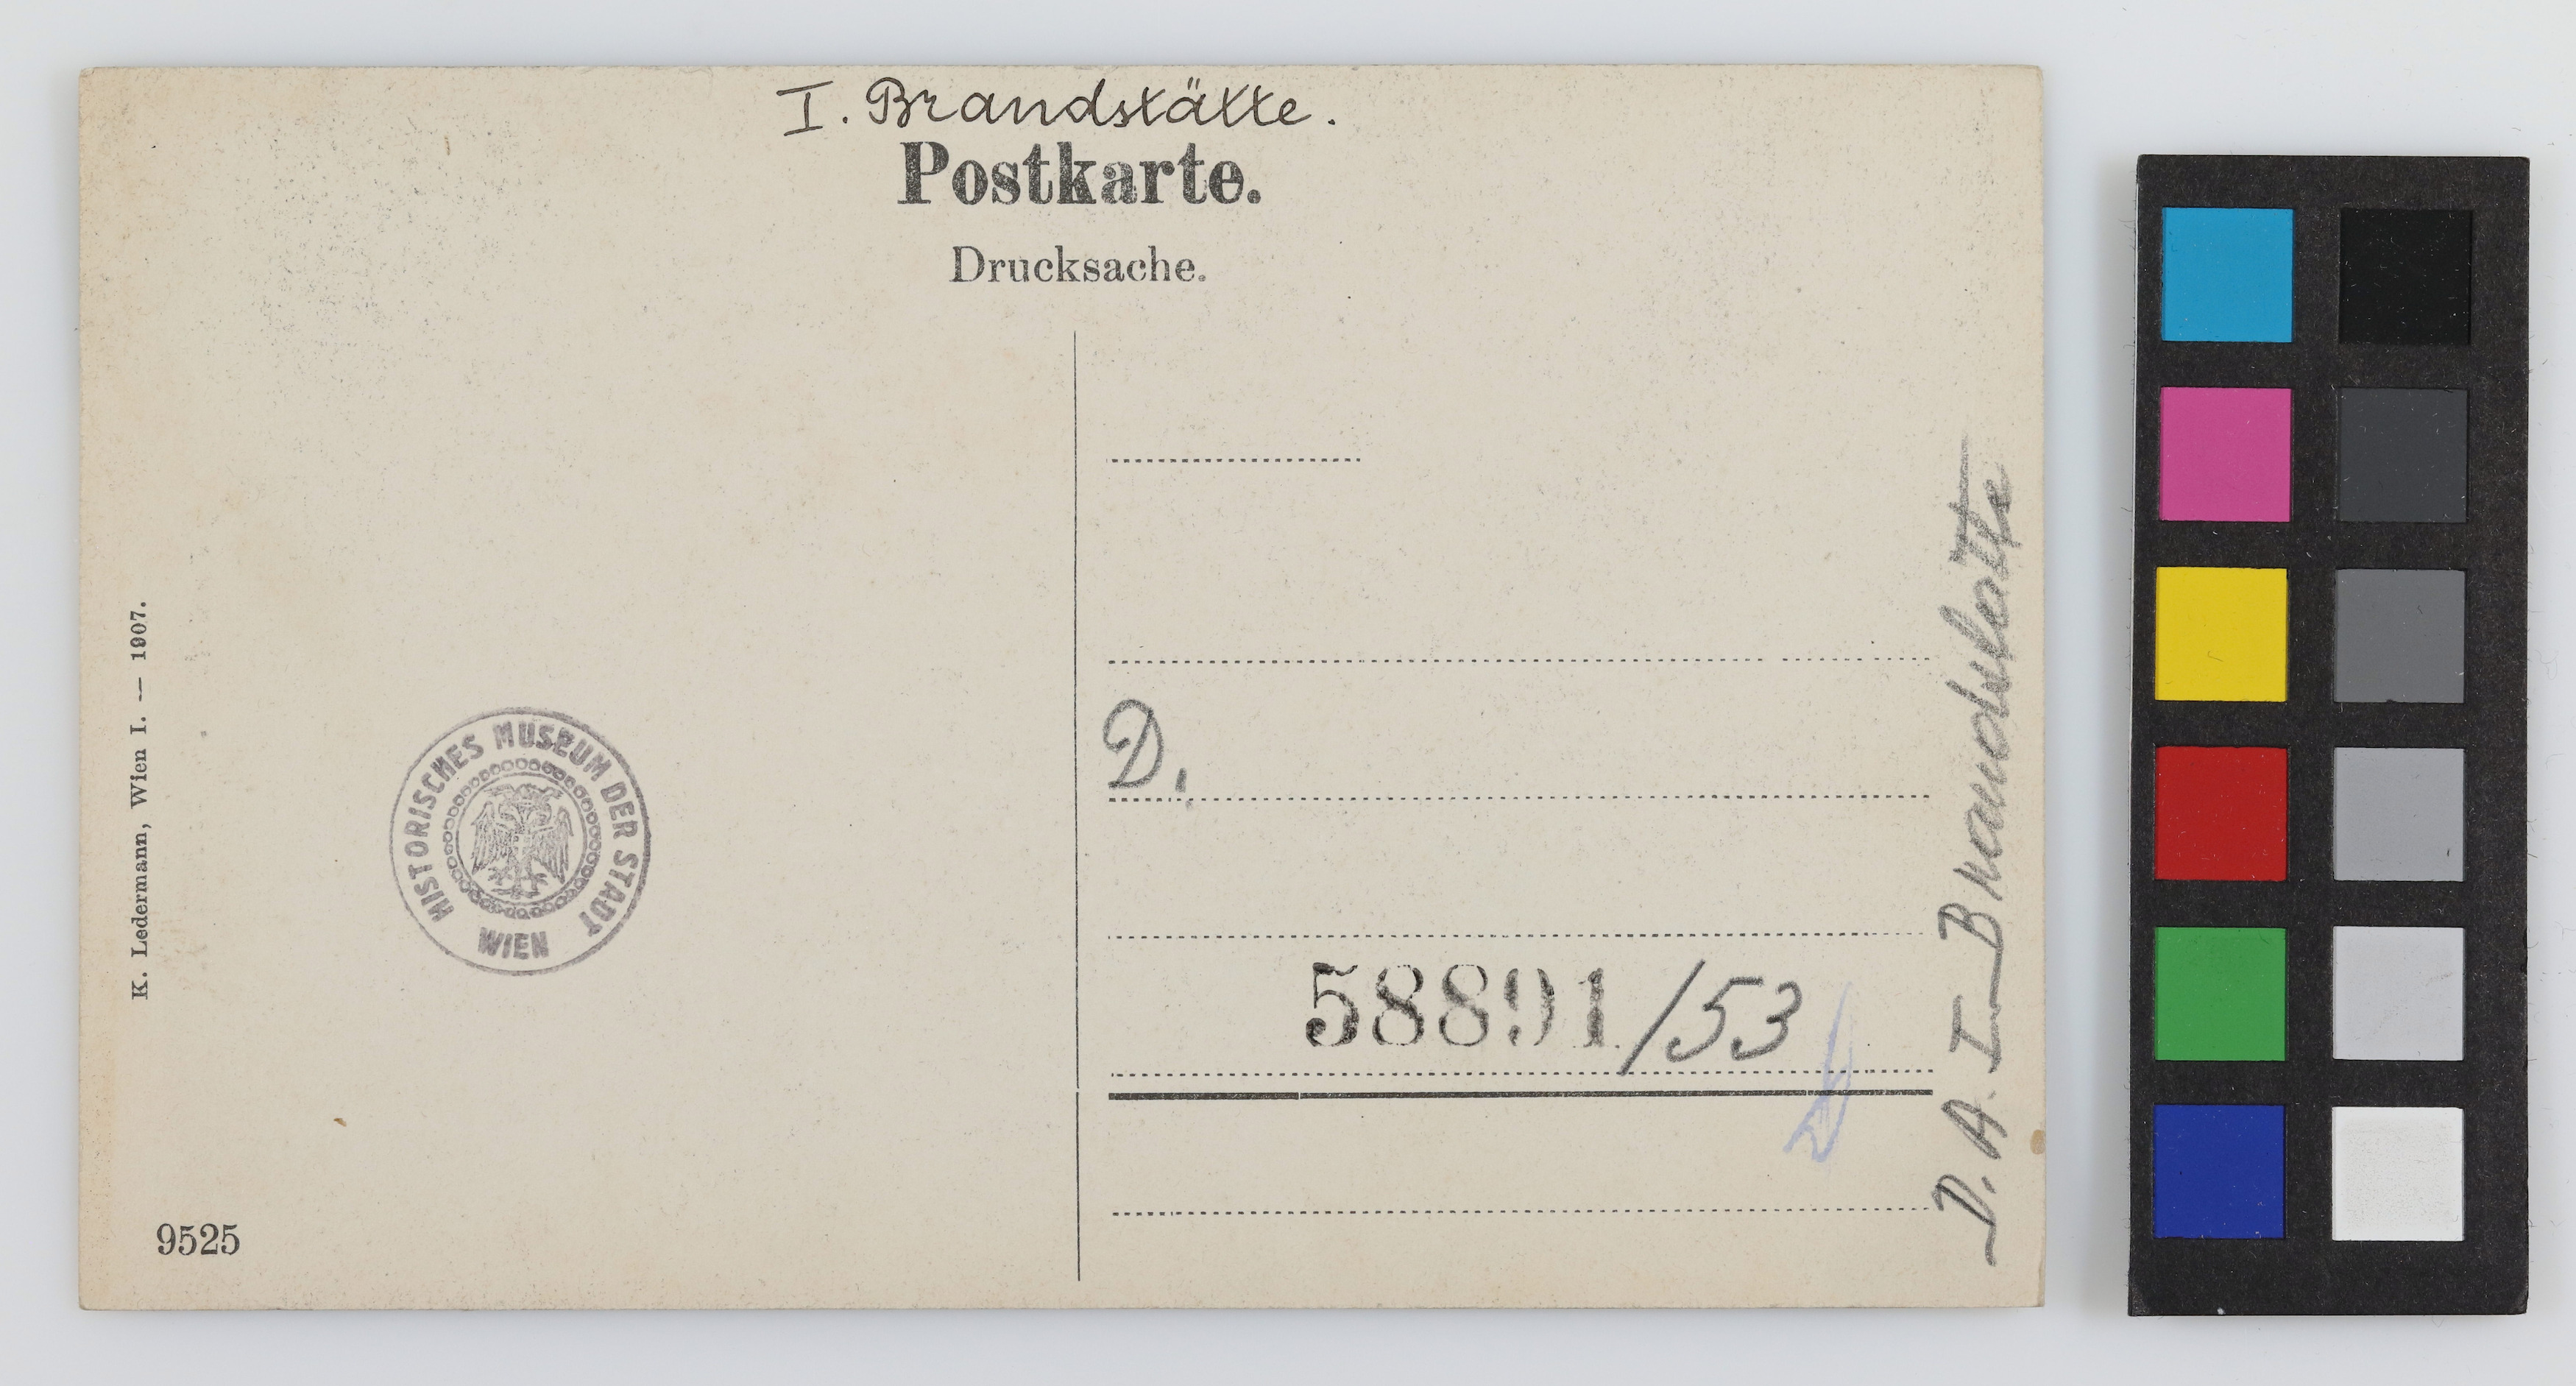 I. Brandstätte.
Postkarte.
Drucksache.
K. Ledermann, Wien I. — 1907.
HISTORISCHES MUSEUM DER STADT WIEN
D.
58891/53
D. A. I Brandstätte
9525